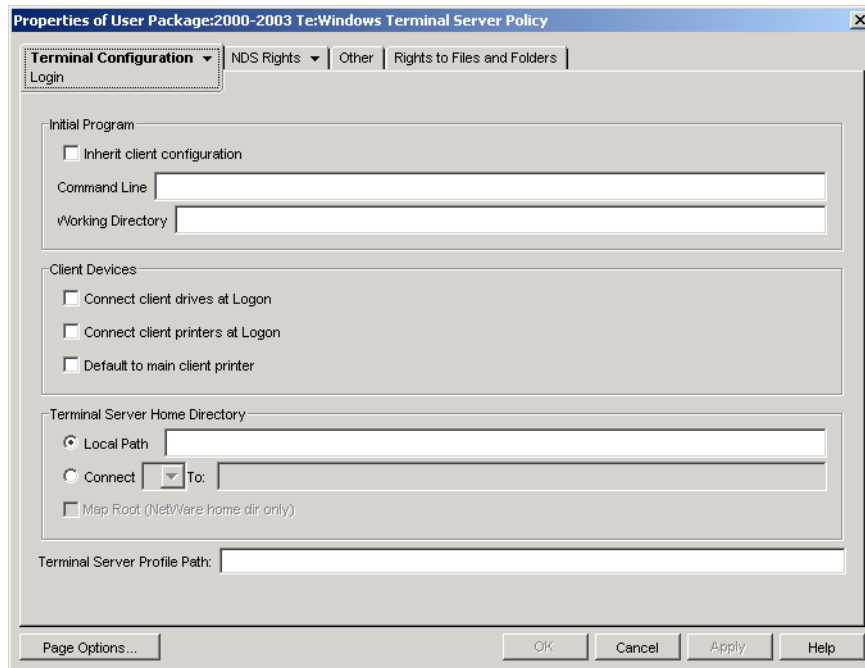 Properties of User Package:2000-2003 Te:Windows Terminal Server Policy
Terminal Configuration NDS Rights Other Rights to Files and Folders
Login
Initial Program
Inherit client configuration
Command Line
Working Directory
Client Devices
Connect client drives at Logon
Connect client printers at Logon
Default to main client printer
Terminal Server Home Directory
Local Path
Connect To:
Map Root (NetWare home dir only)
Terminal Server Profile Path:
Page Options... OK Cancel Apply Help